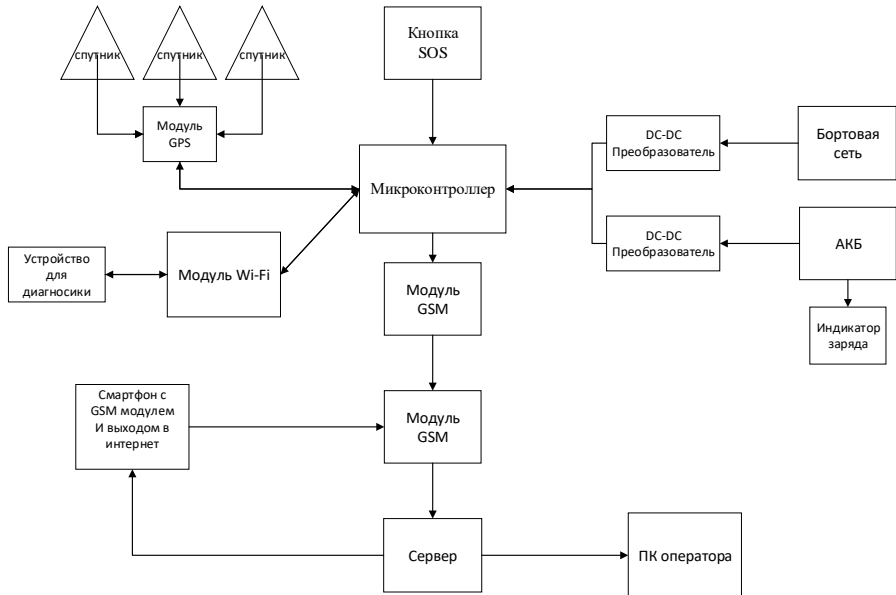 спутник
спутник
спутник
Кнопка
SOS
Модуль
GPS
DC-DC
Преобразователь
Бортовая
сеть
Микроконтроллер
DC-DC
Преобразователь
АКБ
Устройство
для
диагносики
Модуль Wi-Fi
Модуль
GSM
Индикатор
заряда
Смартфон с
GSM модулем
И выходом в
интернет
Модуль
GSM
Сервер
ПК оператора